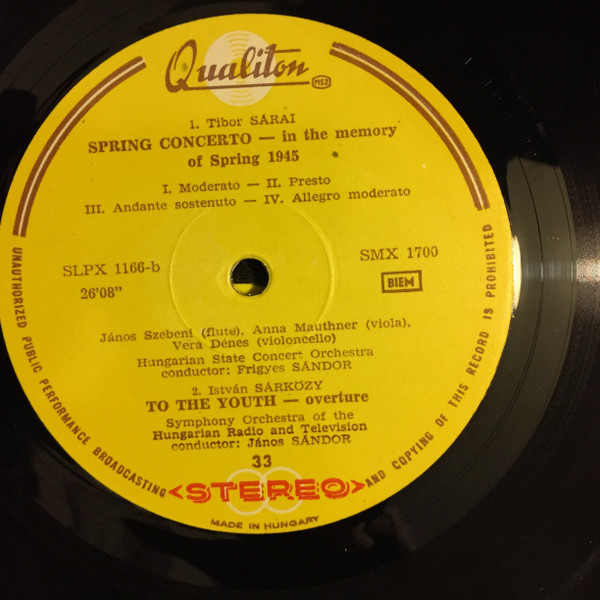 Qualiton
MSZ
1. Tibor SÁRAI
SPRING CONCERTO — in the memory
of Spring 1945
I. Moderato — II. Presto
III. Andante sostenuto — IV. Allegro moderato
SLPX 1166-b
SMX 1700
26'08"
BIEM
János Szebeni (flute), Anna Mauthner (viola),
Vera Dénes (violoncello)
Hungarian State Concert Orchestra
conductor: Frigyes SÁNDOR
2. István SÁRKÖZY
TO THE YOUTH — overture
Symphony Orchestra of the
Hungarian Radio and Television
conductor: János SÁNDOR
33
<STEREO>
UNAUTHORIZED PUBLIC PERFORMANCE BROADCASTING AND COPYING OF THIS RECORD IS PROHIBITED
MADE IN HUNGARY